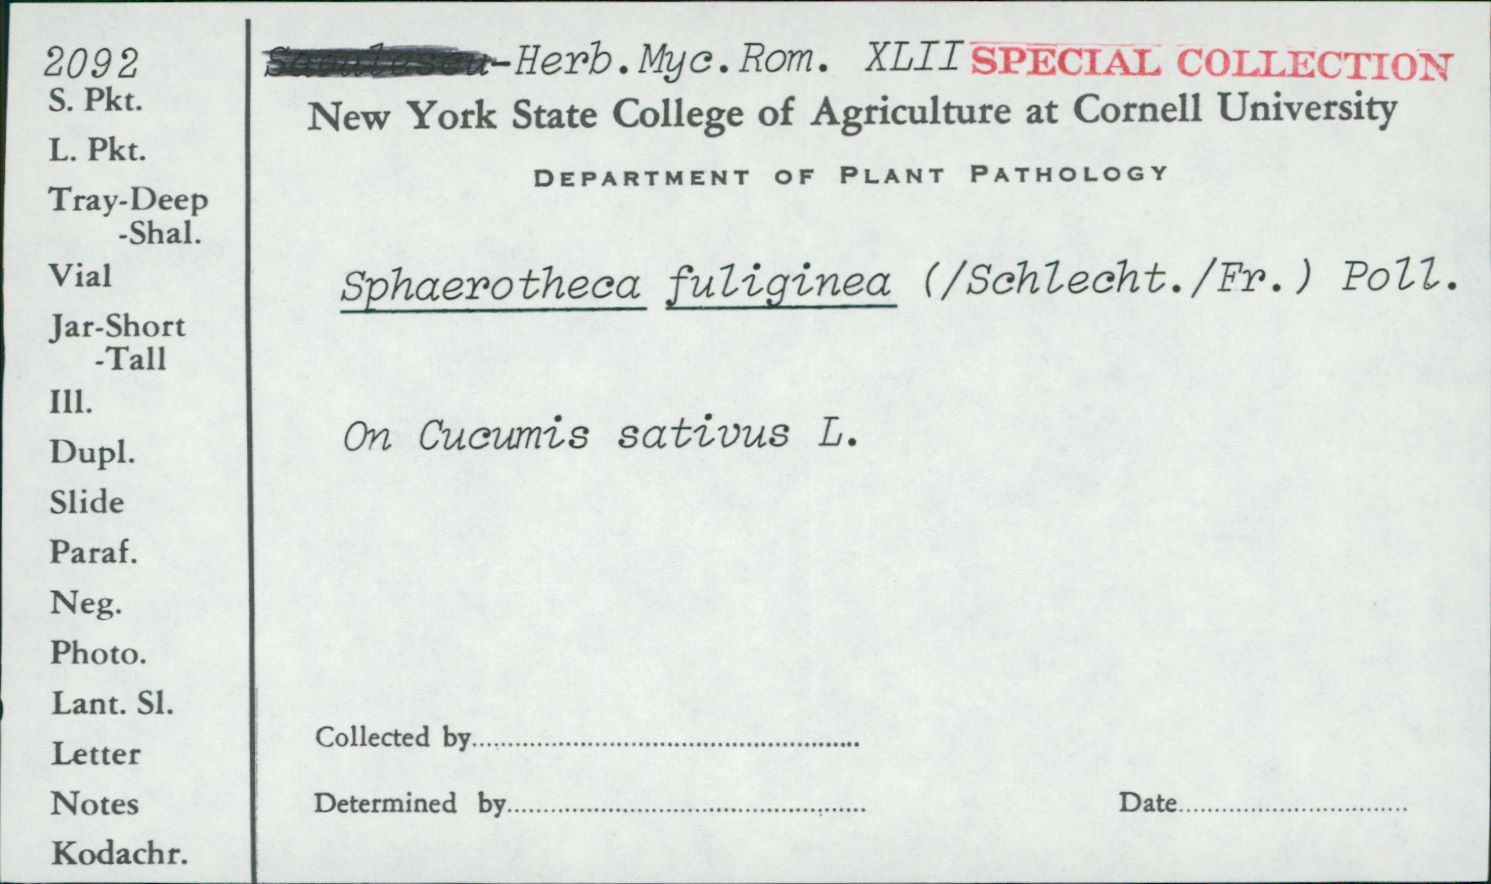 2092
S. Pkt.
L. Pkt.
Tray-Deep
-Shal.
Vial
Jar-Short
-Tall
Ill.
Dupl.
Slide
Paraf.
Neg.
Photo.
Lant. Sl.
Letter
Notes
Kodachr.
-Herb. Myc. Rom. XLII SPECIAL COLLECTION
New York State College of Agriculture at Cornell University
DEPARTMENT OF PLANT PATHOLOGY
Sphaerotheca fuliginea (/Schlecht./Fr.) Poll.
On Cucumis sativus L.
Collected by
Determined by
Date